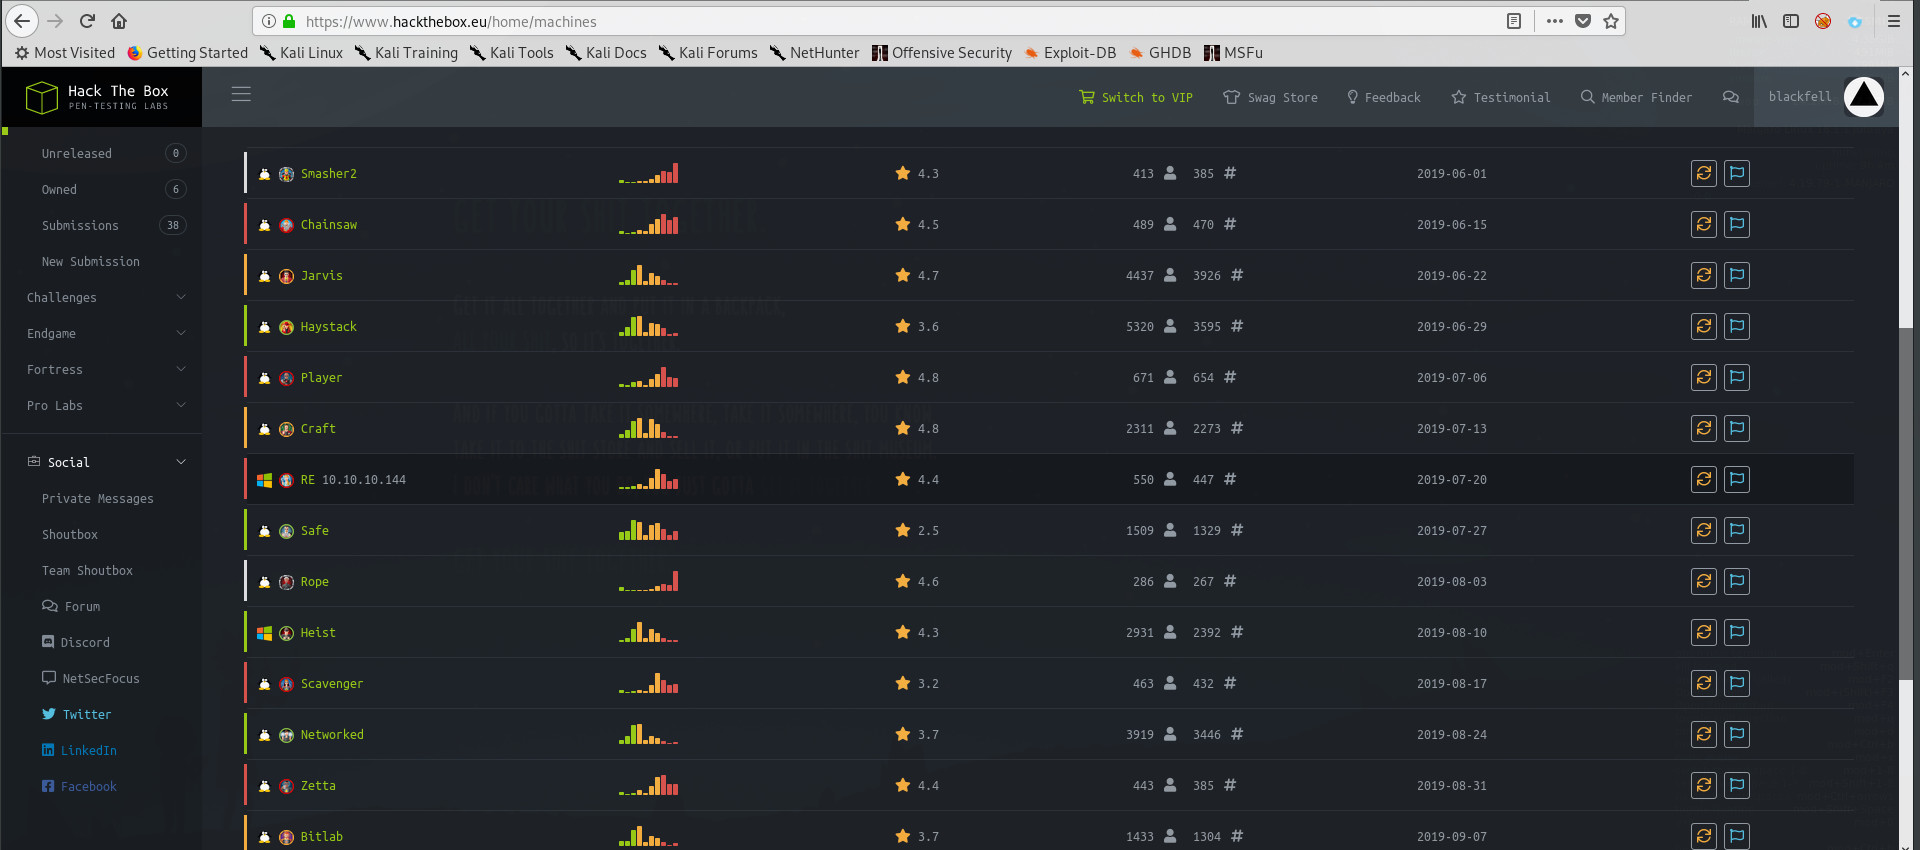 https://www.hackthebox.eu/home/machines
Most Visited Getting Started Kali Linux Kali Training Kali Tools Kali Docs Kali Forums NetHunter Offensive Security Exploit-DB GHDB MSFu
Hack The Box
PEN-TESTING LABS
Switch to VIP Swag Store Feedback Testimonial Member Finder blackfell
Unreleased 0
Owned 6
Submissions 38
New Submission
Challenges
Endgame
Fortress
Pro Labs
Social
Private Messages
Shoutbox
Team Shoutbox
Forum
Discord
NetSecFocus
Twitter
LinkedIn
Facebook
Smasher2 4.3 413 385 # 2019-06-01
Chainsaw 4.5 489 470 # 2019-06-15
Jarvis 4.7 4437 3926 # 2019-06-22
Haystack 3.6 5320 3595 # 2019-06-29
Player 4.8 671 654 # 2019-07-06
Craft 4.8 2311 2273 # 2019-07-13
RE 10.10.10.144 4.4 550 447 # 2019-07-20
Safe 2.5 1509 1329 # 2019-07-27
Rope 4.6 286 267 # 2019-08-03
Heist 4.3 2931 2392 # 2019-08-10
Scavenger 3.2 463 432 # 2019-08-17
Networked 3.7 3919 3446 # 2019-08-24
Zetta 4.4 443 385 # 2019-08-31
Bitlab 3.7 1433 1304 # 2019-09-07